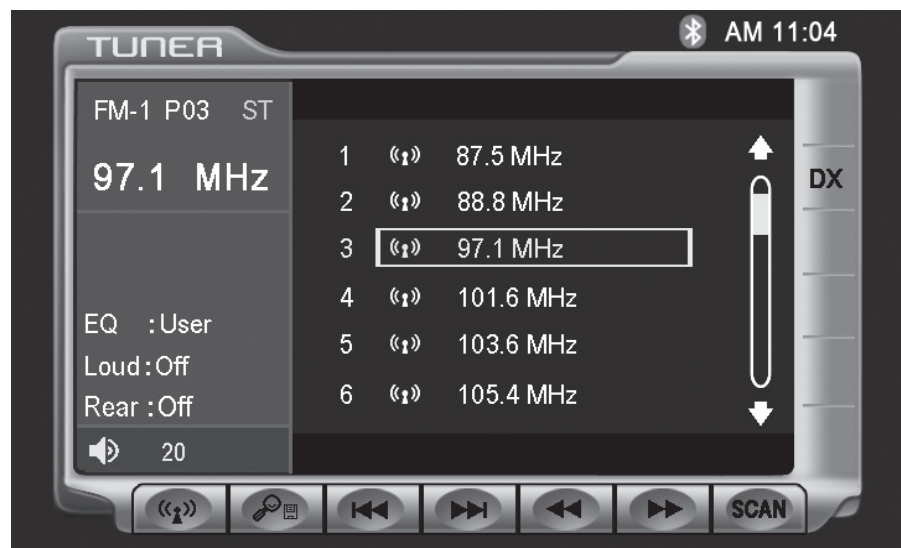 TUNER
AM 11:04
FM-1 P03 ST
97.1 MHz
EQ :User
Loud:Off
Rear :Off
20
1 87.5 MHz
2 88.8 MHz
3 97.1 MHz
4 101.6 MHz
5 103.6 MHz
6 105.4 MHz
DX
SCAN